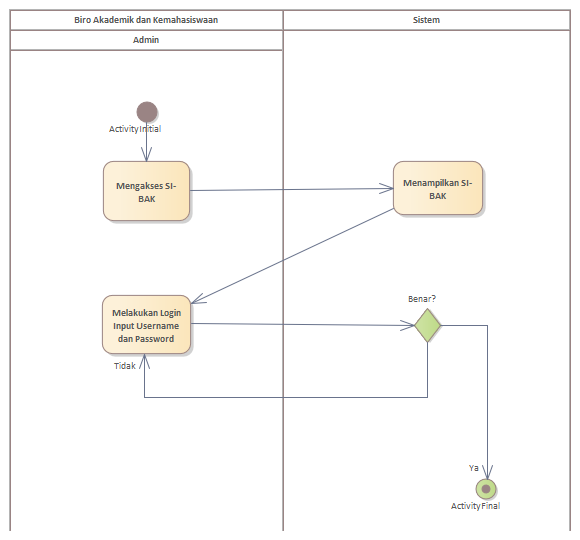 Biro Akademik dan Kemahasiswaan
Sistem
Admin
ActivityInitial
Mengakses SI-
BAK
Menampilkan SI-
BAK
Benar?
Melakukan Login
Input Username
dan Password
Tidak
Ya
ActivityFinal